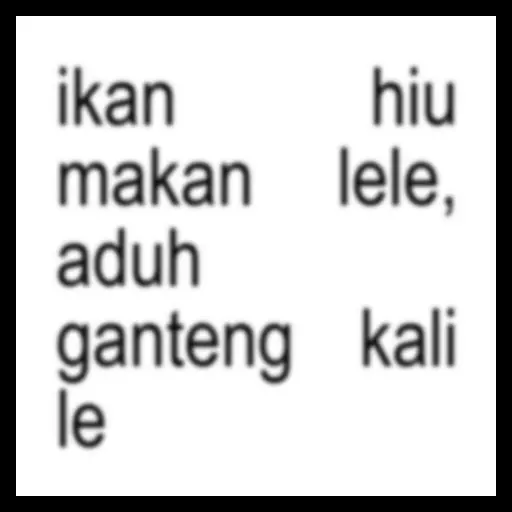 ikan hiu
makan lele,
aduh
ganteng kali
le